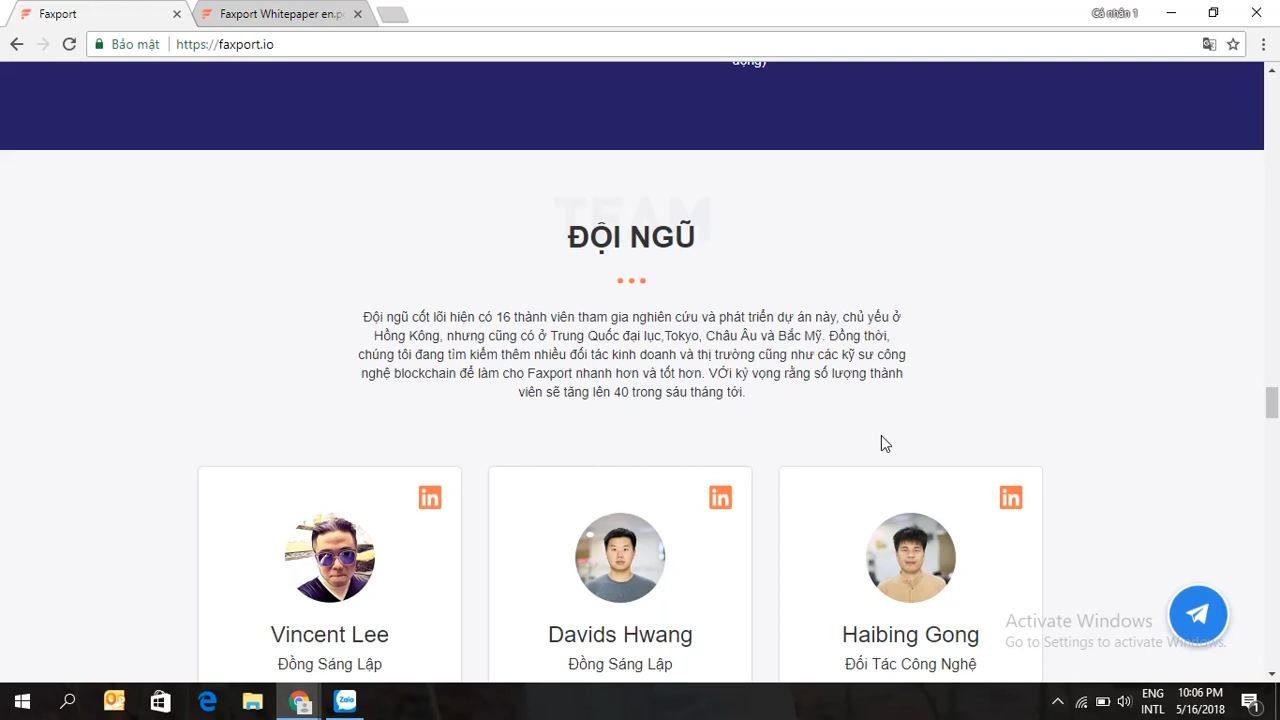 Faxport
Faxport Whitepaper en.p
Cá nhân 1
Bảo mật
https://faxport.io
động)
TEAM
ĐỘI NGŨ
Đội ngũ cốt lõi hiện có 16 thành viên tham gia nghiên cứu và phát triển dự án này, chủ yếu ở
Hồng Kông, nhưng cũng có ở Trung Quốc đại lục,Tokyo, Châu Âu và Bắc Mỹ. Đồng thời,
chúng tôi đang tìm kiếm thêm nhiều đối tác kinh doanh và thị trường cũng như các kỹ sư công
nghệ blockchain để làm cho Faxport nhanh hơn và tốt hơn. VỚi kỳ vọng rằng số lượng thành
viên sẽ tăng lên 40 trong sáu tháng tới.
in
in
in
Vincent Lee
Davids Hwang
Haibing Gong
Đồng Sáng Lập
Đồng Sáng Lập
Đối Tác Công Nghệ
Activate Windows
Go to Settings to activate Windows.
Zalo
ENG
INTL
10:06 PM
5/16/2018
1